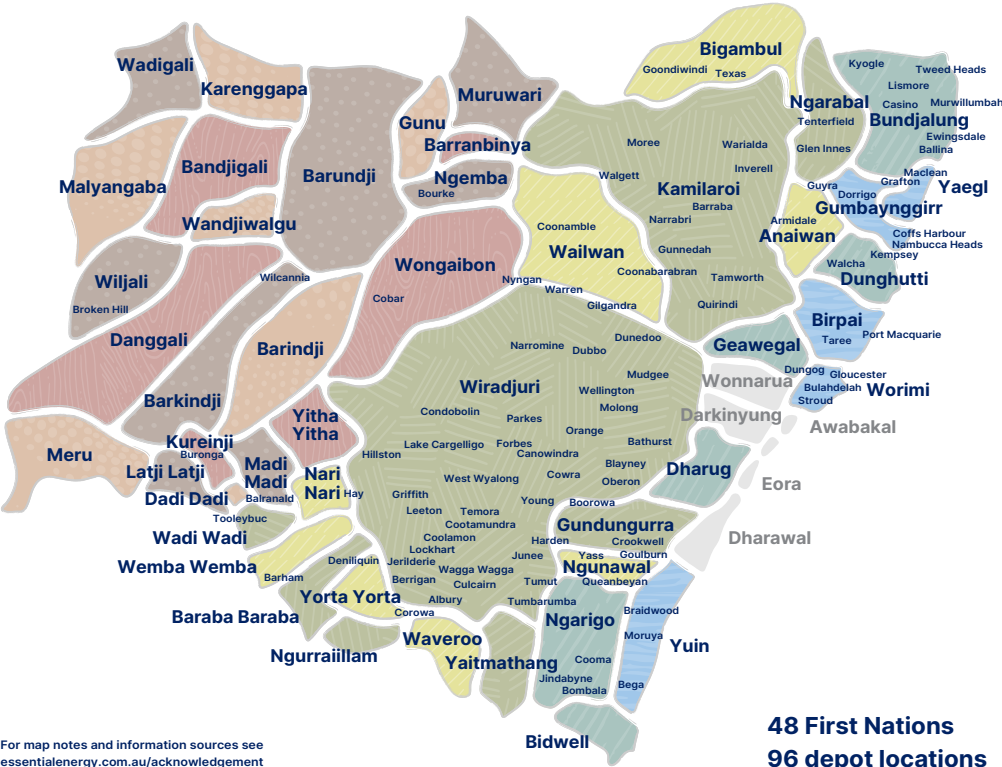 Bigambul
Goondiwindi
Texas
Wadigali
Karenggapa
Muruwari
Kyogle
Tweed Heads
Lismore
Ngarabal
Casino
Murwillumbah
Bundjalung
Tenterfield
Ewingsdale
Ballina
Gunu
Barranbinya
Moree
Warialda
Glen Innes
Bandjigali
Barundji
Ngemba
Bourke
Walgett
Inverell
Maclean
Grafton
Yaegl
Malyangaba
Kamilaroi
Guyra
Dorrigo
Barraba
Gumbaynggirr
Wandjiwalgu
Coonamble
Narrabri
Armidale
Anaiwan
Coffs Harbour
Nambucca Heads
Wailwan
Gunnedah
Kempsey
Walcha
Wongaibon
Coonabarabran
Tamworth
Dunghutti
Wiljali
Wilcannia
Nyngan
Warren
Cobar
Gilgandra
Quirindi
Broken Hill
Birpai
Port Macquarie
Taree
Danggali
Barindji
Narromine
Dubbo
Dunedoo
Geawegal
Mudgee
Dungog
Gloucester
Wonnarua
Bulahdelah
Worimi
Stroud
Wiradjuri
Wellington
Barkindji
Condobolin
Parkes
Molong
Darkinyung
Yitha
Yitha
Awabakal
Orange
Kureinji
Buronga
Lake Cargelligo
Forbes
Bathurst
Meru
Hillston
Canowindra
Latji Latji
Madi
Madi
Blayney
Dharug
Nari
Nari
West Wyalong
Cowra
Oberon
Eora
Dadi Dadi
Balranald
Hay
Griffith
Young
Boorowa
Leeton
Temora
Tooleybuc
Cootamundra
Gundungurra
Wadi Wadi
Coolamon
Harden
Crookwell
Dharawal
Lockhart
Junee
Yass
Goulburn
Deniliquin
Jerilderie
Wemba Wemba
Wagga Wagga
Ngunawal
Barham
Berrigan
Culcairn
Tumut
Queanbeyan
Yorta Yorta
Albury
Tumbarumba
Corowa
Braidwood
Baraba Baraba
Ngarigo
Waveroo
Moruya
Yuin
Ngurraiillam
Yaitmathang
Cooma
Jindabyne
Bega
Bombala
Bidwell
48 First Nations
96 depot locations
For map notes and information sources see
essentialenergy.com.au/acknowledgement